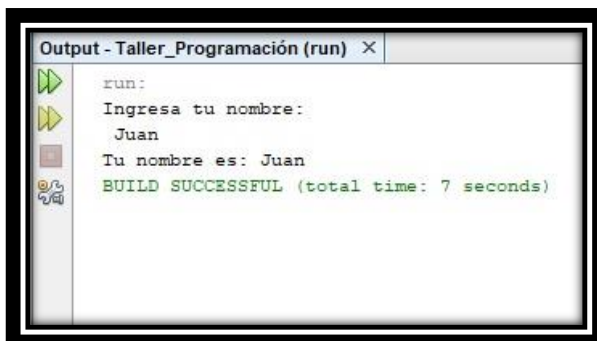 Output - Taller_Programación (run) ×
run:
Ingresa tu nombre:
Juan
Tu nombre es: Juan
BUILD SUCCESSFUL (total time: 7 seconds)